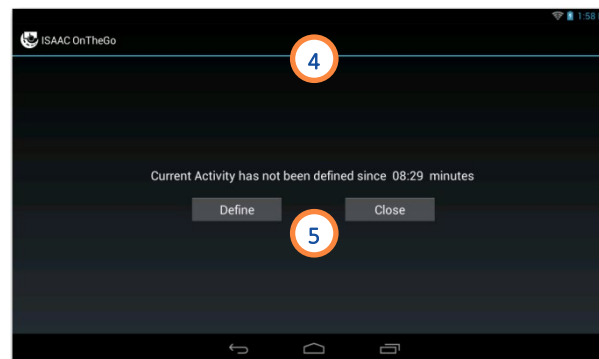 1:58
ISAAC OnTheGo
4
Current Activity has not been defined since 08:29 minutes
Define
Close
5